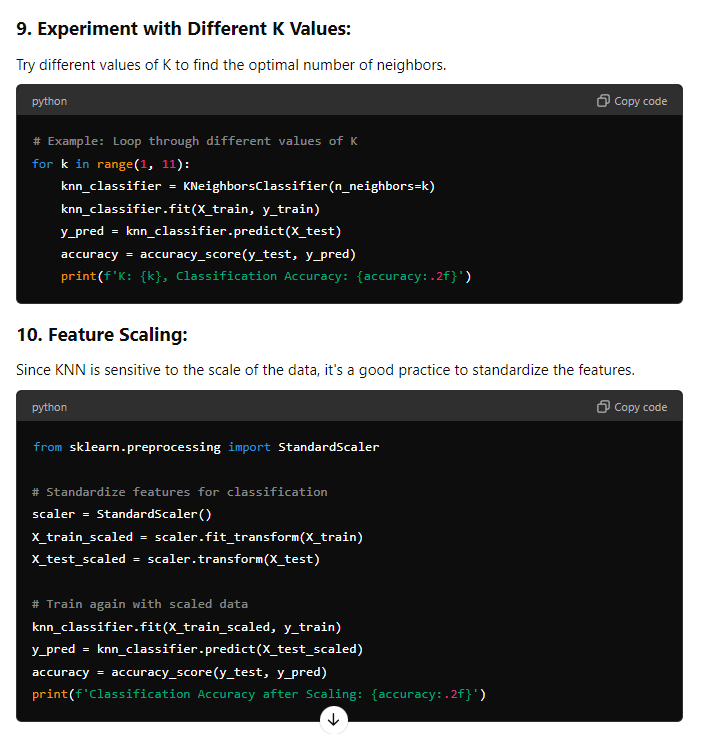 9. Experiment with Different K Values:
Try different values of K to find the optimal number of neighbors.
python
Copy code
# Example: Loop through different values of K
for k in range(1, 11):
    knn_classifier = KNeighborsClassifier(n_neighbors=k)
    knn_classifier.fit(X_train, y_train)
    y_pred = knn_classifier.predict(X_test)
    accuracy = accuracy_score(y_test, y_pred)
    print(f'K: {k}, Classification Accuracy: {accuracy:.2f}')
10. Feature Scaling:
Since KNN is sensitive to the scale of the data, it's a good practice to standardize the features.
python
Copy code
from sklearn.preprocessing import StandardScaler
# Standardize features for classification
scaler = StandardScaler()
X_train_scaled = scaler.fit_transform(X_train)
X_test_scaled = scaler.transform(X_test)
# Train again with scaled data
knn_classifier.fit(X_train_scaled, y_train)
y_pred = knn_classifier.predict(X_test_scaled)
accuracy = accuracy_score(y_test, y_pred)
print(f'Classification Accuracy after Scaling: {accuracy:.2f}')